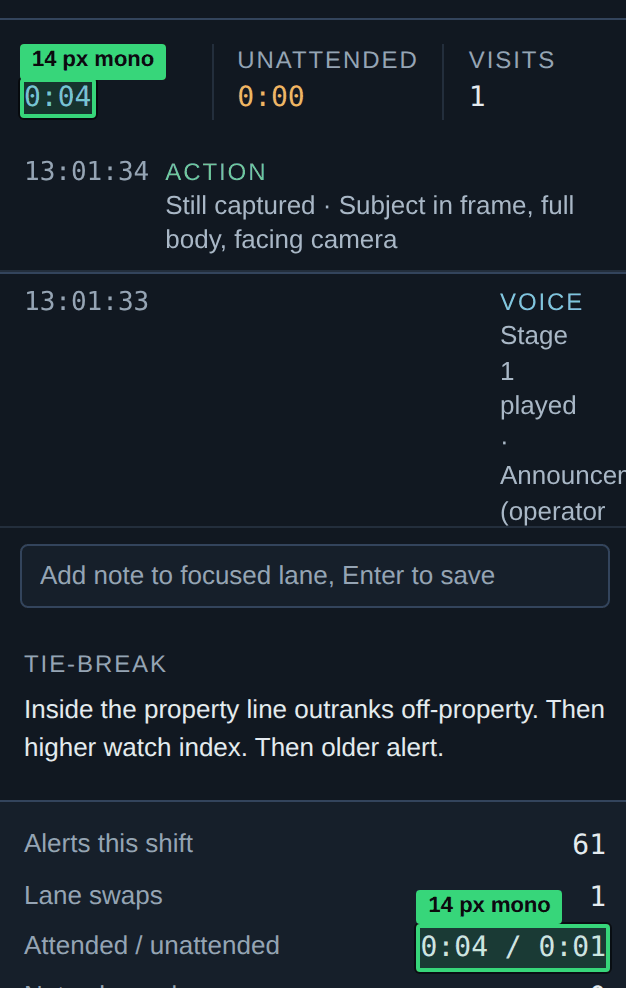 14 px mono
UNATTENDED
VISITS
0:04
0:00
1
13:01:34
ACTION
Still captured · Subject in frame, full
body, facing camera
13:01:33
VOICE
Stage
1
played
·
(operator
Add note to focused lane, Enter to save
TIE-BREAK
Inside the property line outranks off-property. Then
higher watch index. Then older alert.
Alerts this shift
61
Lane swaps
14 px mono
1
Attended / unattended
0:04 / 0:01